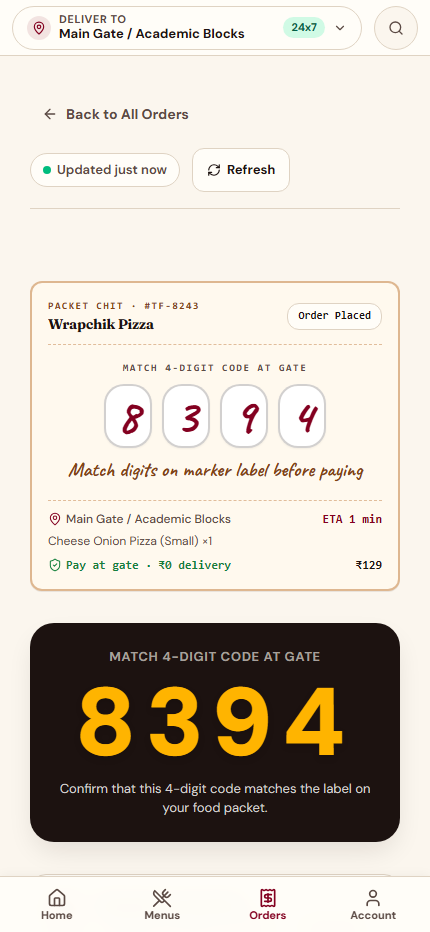 DELIVER TO
Main Gate / Academic Blocks
24x7
Back to All Orders
Updated just now
Refresh
PACKET CHIT · #TF-8243
Wrapchik Pizza
Order Placed
MATCH 4-DIGIT CODE AT GATE
8 3 9 4
Match digits on marker label before paying
Main Gate / Academic Blocks
ETA 1 min
Cheese Onion Pizza (Small) ×1
Pay at gate · ₹0 delivery
₹129
MATCH 4-DIGIT CODE AT GATE
8394
Confirm that this 4-digit code matches the label on
your food packet.
Home
Menus
Orders
Account